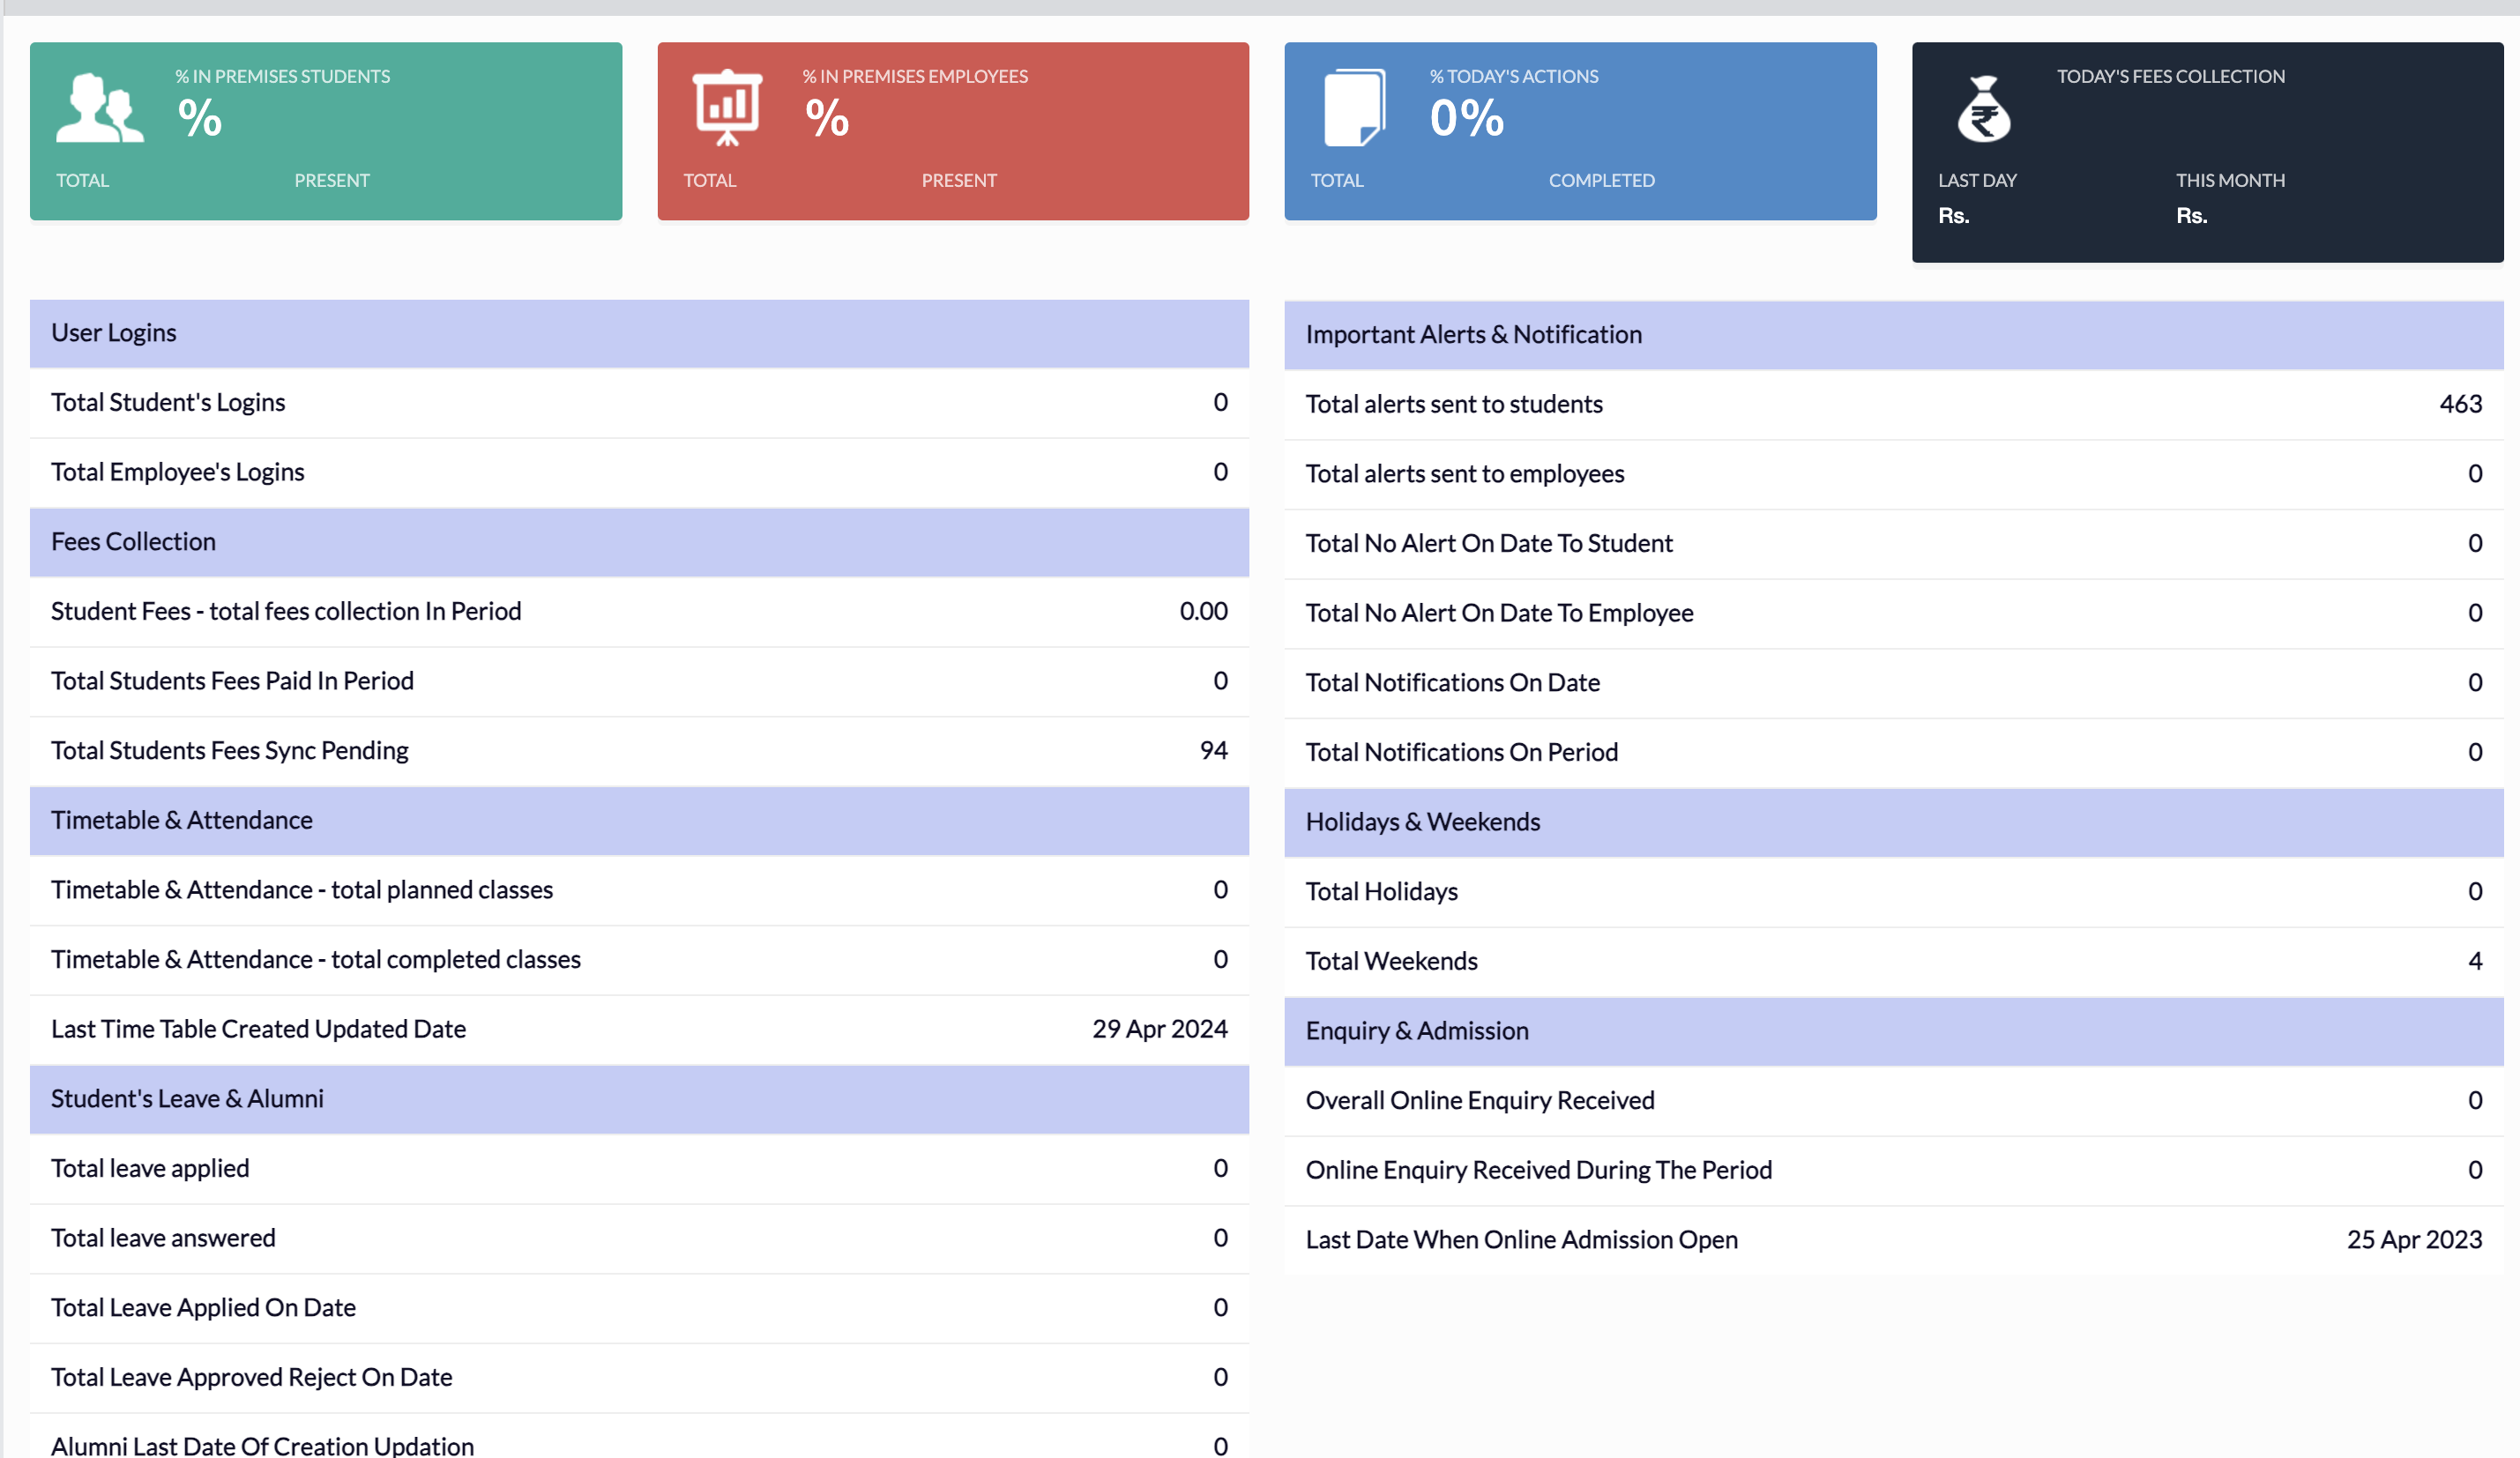 % IN PREMISES STUDENTS
%
TOTAL PRESENT
% IN PREMISES EMPLOYEES
%
TOTAL PRESENT
% TODAY'S ACTIONS
0%
TOTAL COMPLETED
TODAY'S FEES COLLECTION
₹
LAST DAY THIS MONTH
Rs. Rs.
User Logins
Total Student's Logins 0
Total Employee's Logins 0
Fees Collection
Student Fees - total fees collection In Period 0.00
Total Students Fees Paid In Period 0
Total Students Fees Sync Pending 94
Timetable & Attendance
Timetable & Attendance - total planned classes 0
Timetable & Attendance - total completed classes 0
Last Time Table Created Updated Date 29 Apr 2024
Student's Leave & Alumni
Total leave applied 0
Total leave answered 0
Total Leave Applied On Date 0
Total Leave Approved Reject On Date 0
Alumni Last Date Of Creation Updation 0
Important Alerts & Notification
Total alerts sent to students 463
Total alerts sent to employees 0
Total No Alert On Date To Student 0
Total No Alert On Date To Employee 0
Total Notifications On Date 0
Total Notifications On Period 0
Holidays & Weekends
Total Holidays 0
Total Weekends 4
Enquiry & Admission
Overall Online Enquiry Received 0
Online Enquiry Received During The Period 0
Last Date When Online Admission Open 25 Apr 2023